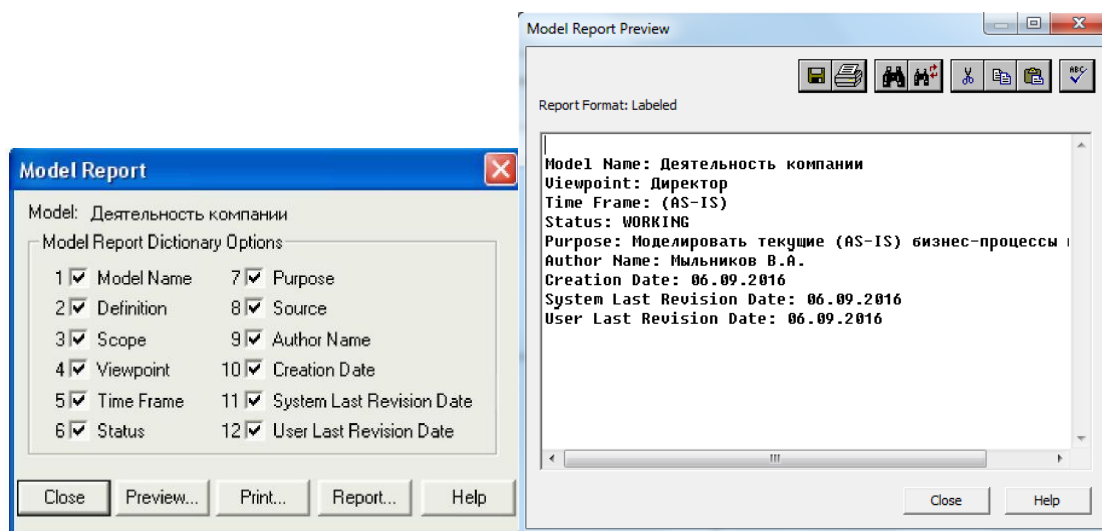 Model Report
Model: Деятельность компании
Model Report Dictionary Options
1 Model Name
2 Definition
3 Scope
4 Viewpoint
5 Time Frame
6 Status
7 Purpose
8 Source
9 Author Name
10 Creation Date
11 System Last Revision Date
12 User Last Revision Date
Close Preview... Print... Report... Help
Model Report Preview
ABC
Report Format: Labeled
Model Name: Деятельность компании
Viewpoint: Директор
Time Frame: (AS-IS)
Status: WORKING
Purpose: Моделировать текущие (AS-IS) бизнес-процессы
Author Name: Мыльников В.А.
Creation Date: 06.09.2016
System Last Revision Date: 06.09.2016
User Last Revision Date: 06.09.2016
Close Help